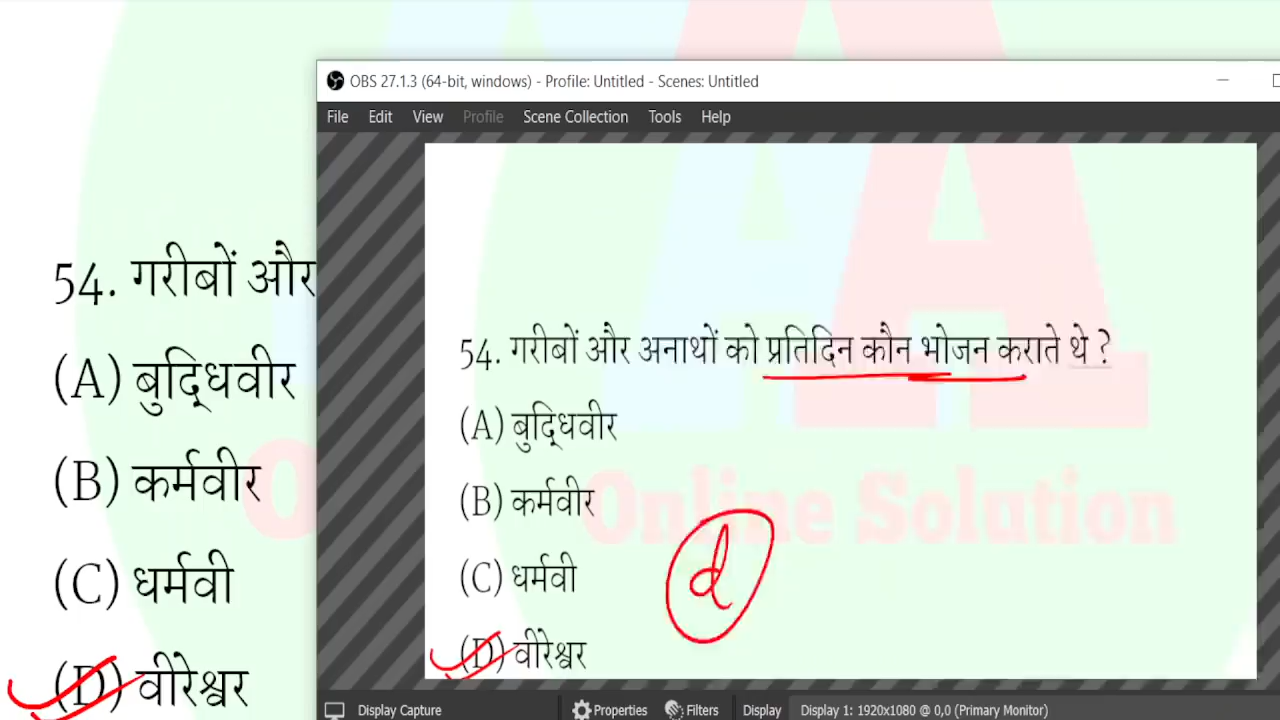 OBS 27.1.3 (64-bit, windows) - Profile: Untitled - Scenes: Untitled
File Edit View Profile Scene Collection Tools Help
54. गरीबों और
(A) बुद्धिवीर
(B) कर्मवीर
(C) धर्मवी
(D) वीरेश्वर
54. गरीबों और अनाथों को प्रतिदिन कौन भोजन कराते थे ?
(A) बुद्धिवीर
(B) कर्मवीर
(C) धर्मवी
(D) वीरेश्वर
d
Online Solution
Display Capture Properties Filters Display Display 1: 1920x1080 @ 0,0 (Primary Monitor)